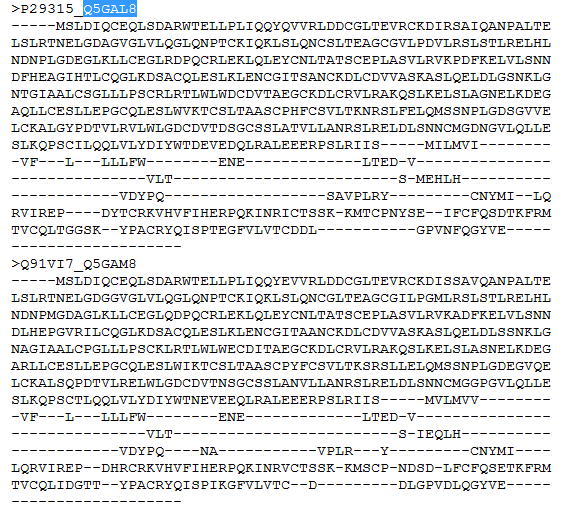 >P29315_Q5GAL8
-----MSLDIQCEQLSDARWTELLPLIQQYQVVRLDDCGLTEVRCKDIRSAIQANPALTE
LSLRTNELGDAGVGLVLQGLQNPTCKIQKLSLQNCSLTEAGCGVLPDVLRSLSTLRELHL
NDNPLGDEGLKLLCEGLRDPQCRLEKLQLEYCNLTATSCEPLASVLRVKPDFKELVLSNN
DFHEAGIHTLCQGLKDSACQLESLKLENCGITSANCKDLCDVVASKASLQELDLGSNKLG
NTGIAALCSGLLLPSCRLRTLWLWDCDVTAEGCKDLCRVLRAKQSLKELSLAGNELKDEG
AQLLCESLLEPGCQLESLWVKTCSLTAASCPHFCSVLTKNRSLFELQMSSNPLGDSGVVE
LCKALGYPDTVLRVLWLGDCDVTDSGCSSLATVLLANRSLRELDLSNNCMGDNGVLQLLE
SLKQPSCILQQLVLYDIYWTDEVEDQLRALEEERPSLRIIS-----MILMVI--------
-VF---L---LLLFW--------ENE-------------LTED-V---------------
---------------VLT-------------------------S-MEHLH----------
------------VDYPQ------------------SAVPLRY---------CNYMI--LQ
RVIREP----DYTCRKVHVFIHERPQKINRICTSSK-KMTCPNYSE--IFCFQSDTKFRM
TVCQLTGGSK--YPACRYQISPTEGFVLVTCDDL-----------GPVNFQGYVE-----
-------------------
>Q91VI7_Q5GAM8
-----MSLDIQCEQLSDARWTELLPLIQQYEVVRLDDCGLTEVRCKDISSAVQANPALTE
LSLRTNELGDGGVGLVLQGLQNPTCKIQKLSLQNCGLTEAGCGILPGMLRSLSTLRELHL
NDNPMGDAGLKLLCEGLQDPQCRLEKLQLEYCNLTATSCEPLASVLRVKADFKELVLSNN
DLHEPGVRILCQGLKDSACQLESLKLENCGITAANCKDLCDVVASKASLQELDLSSNKLG
NAGIAALCPGLLLPSCKLRTLWLWECDITAEGCKDLCRVLRAKQSLKELSLASNELKDEG
ARLLCESLLEPGCQLESLWIKTCSLTAASCPYFCSVLTKSRSLLELQMSSNPLGDEGVQE
LCKALSQPDTVLRELWLGDCDVTNSGCSSLANVLLANRSLRELDLSNNCMGGPGVLQLLE
SLKQPSCTLQQLVLYDIYWTNEVEEQLRALEEERPSLRIIS-----MVLMVV--------
-VF---L---LLLFW--------ENE-------------LTED-V---------------
---------------VLT-------------------------S-IEQLH----------
------------VDYPQ----NA-----------VPLR---Y---------CNYMI----
LQRVIREP--DHRCRKVHVFIHERPQKINRVCTSSK-KMSCP-NDSD-LFCFQSETKFRM
TVCQLIDGTT--YPACRYQISPIKGFVLVTC--D---------DLGPVDLQGYVE-----
-------------------